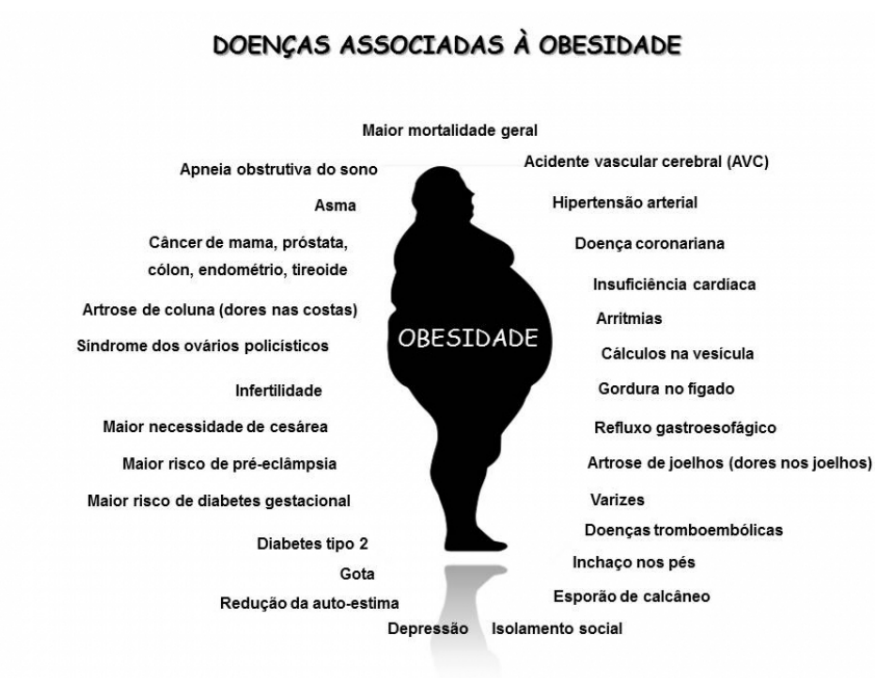 DOENÇAS ASSOCIADAS À OBESIDADE
Maior mortalidade geral
Apneia obstrutiva do sono
Asma
Câncer de mama, próstata,
cólon, endométrio, tireoide
Artrose de coluna (dores nas costas)
Síndrome dos ovários policísticos
Infertilidade
Maior necessidade de cesárea
Maior risco de pré-eclâmpsia
Maior risco de diabetes gestacional
Diabetes tipo 2
Gota
Redução da auto-estima
Depressão
OBESIDADE
Acidente vascular cerebral (AVC)
Hipertensão arterial
Doença coronariana
Insuficiência cardíaca
Arritmias
Cálculos na vesícula
Gordura no fígado
Refluxo gastroesofágico
Artrose de joelhos (dores nos joelhos)
Varizes
Doenças tromboembólicas
Inchaço nos pés
Esporão de calcâneo
Isolamento social